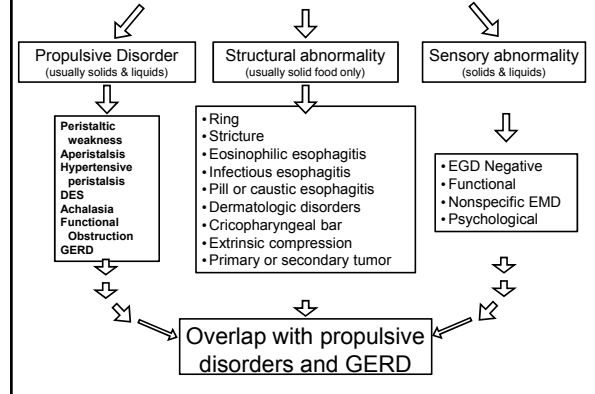 Propulsive Disorder
(usually solids & liquids)
Structural abnormality
(usually solid food only)
Sensory abnormality
(solids & liquids)
Peristaltic
weakness
Aperistalsis
Hypertensive
peristalsis
DES
Achalasia
Functional
Obstruction
GERD
• Ring
• Stricture
• Eosinophilic esophagitis
• Infectious esophagitis
• Pill or caustic esophagitis
• Dermatologic disorders
• Cricopharyngeal bar
• Extrinsic compression
• Primary or secondary tumor
• EGD Negative
• Functional
• Nonspecific EMD
• Psychological
Overlap with propulsive
disorders and GERD